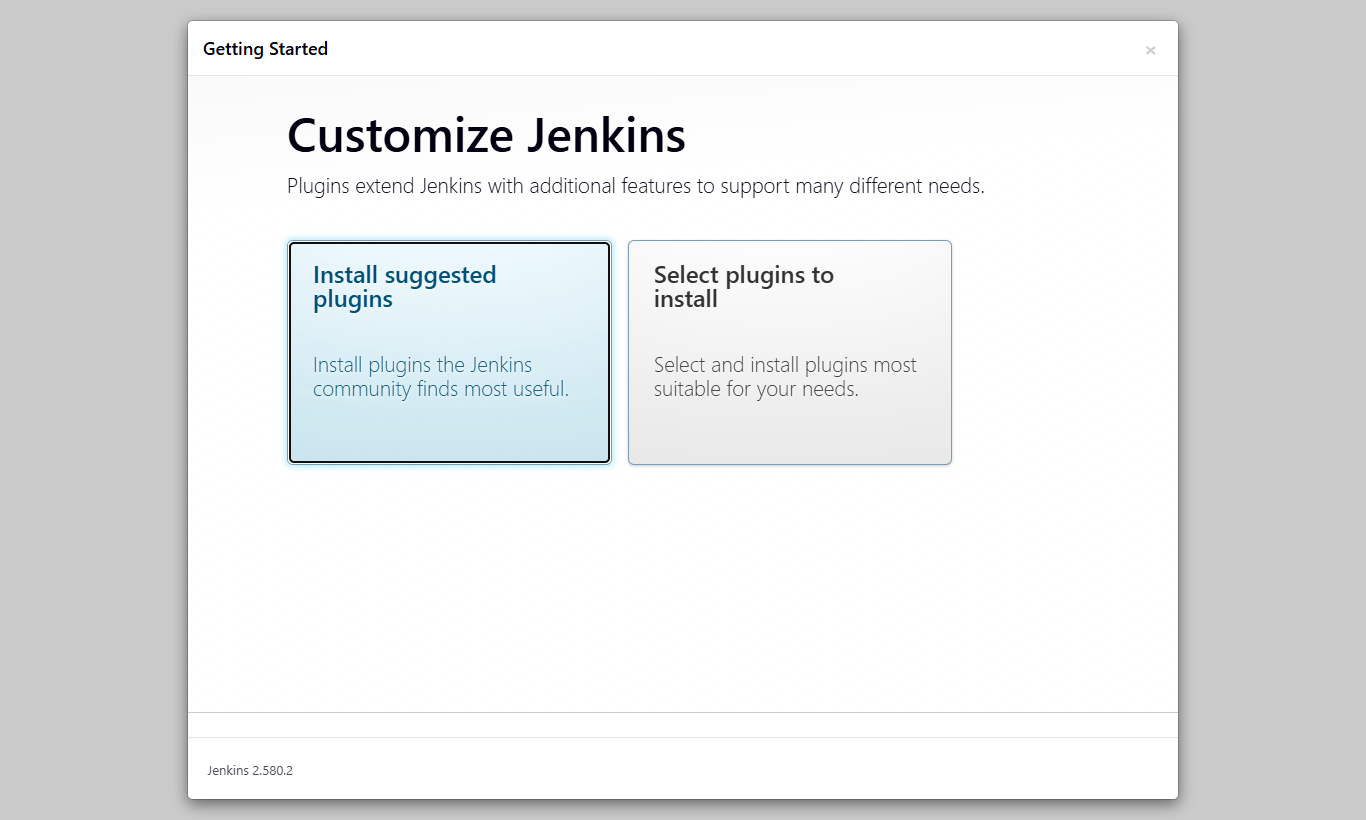 Getting Started
×
Customize Jenkins
Plugins extend Jenkins with additional features to support many different needs.
Install suggested
plugins
Install plugins the Jenkins
community finds most useful.
Select plugins to
install
Select and install plugins most
suitable for your needs.
Jenkins 2.580.2